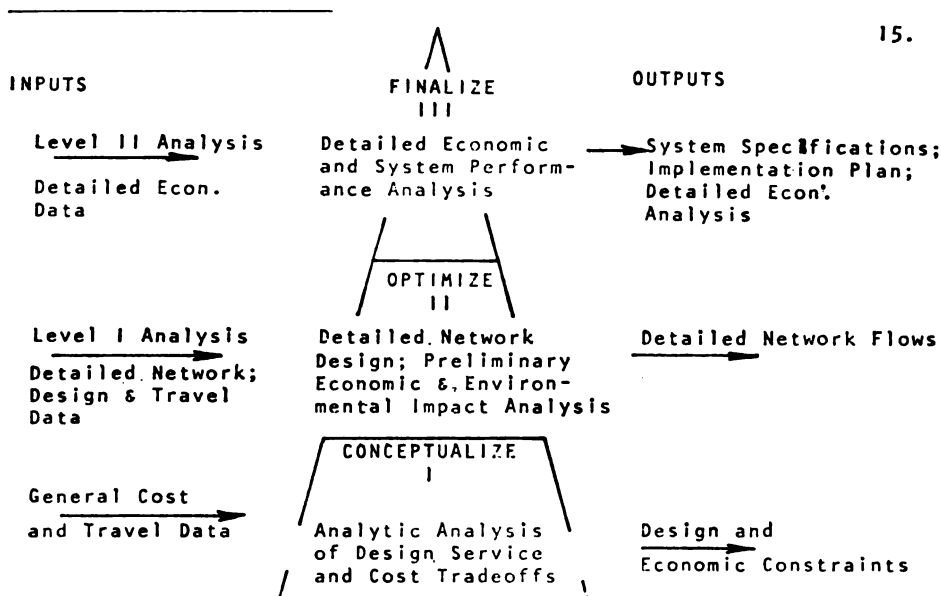 15.
INPUTS
FINALIZE
III
OUTPUTS
Level II Analysis
Detailed Econ.
Data
Detailed Economic
and System Perform-
ance Analysis
System Specifications;
Implementation Plan;
Detailed Econ.
Analysis
OPTIMIZE
II
Level I Analysis
Detailed Network;
Design & Travel
Data
Detailed Network
Design; Preliminary
Economic & Environ-
mental Impact Analysis
Detailed Network Flows
CONCEPTUALIZE
I
General Cost
and Travel Data
Analytic Analysis
of Design Service
and Cost Tradeoffs
Design and
Economic Constraints